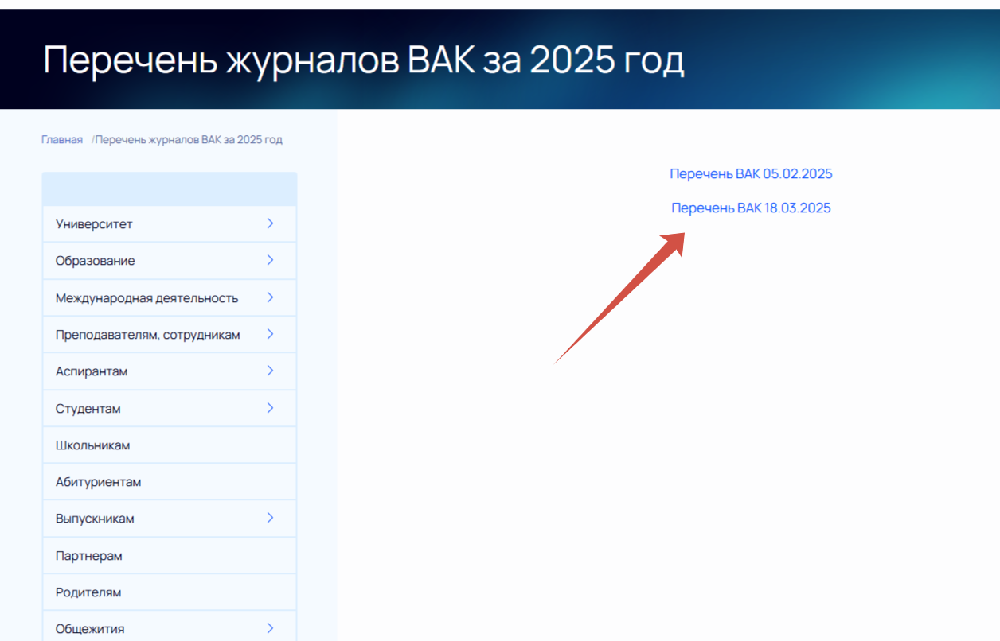 Перечень журналов ВАК за 2025 год
Главная /Перечень журналов ВАК за 2025 год
Перечень ВАК 05.02.2025
Перечень ВАК 18.03.2025
Университет
Образование
Международная деятельность
Преподавателям, сотрудникам
Аспирантам
Студентам
Школьникам
Абитуриентам
Выпускникам
Партнерам
Родителям
Общежития